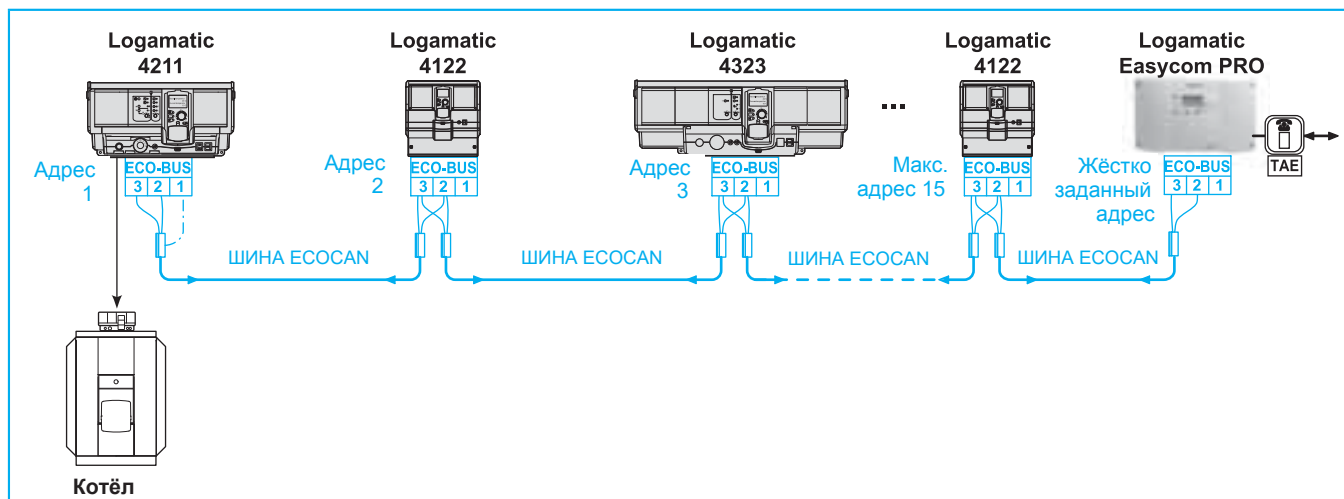 Logamatic
4211
Logamatic
4122
Logamatic
4323
Logamatic
4122
Logamatic
Easycom PRO
...
TAE
Адрес
1
ECO-BUS
3 2 1
Адрес
2
ECO-BUS
3 2 1
Адрес
3
ECO-BUS
3 2 1
Макс.
адрес 15
ECO-BUS
3 2 1
Жёстко
заданный
адрес
ECO-BUS
3 2 1
ШИНА ECOCAN
ШИНА ECOCAN
ШИНА ECOCAN
ШИНА ECOCAN
Котёл